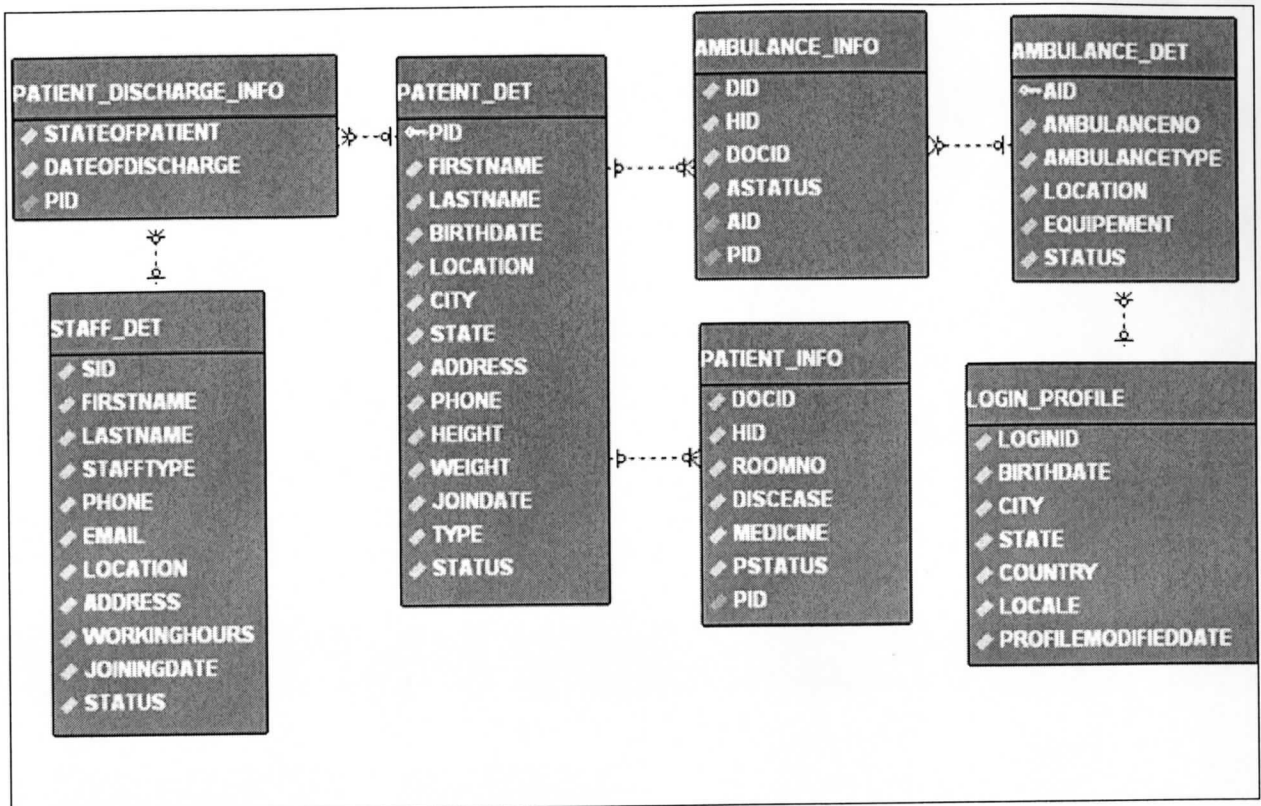 PATIENT_DISCHARGE_INFO
STATEOFPATIENT
DATEOFDISCHARGE
PID
STAFF_DET
SID
FIRSTNAME
LASTNAME
STAFFTYPE
PHONE
EMAIL
LOCATION
ADDRESS
WORKINGHOURS
JOININGDATE
STATUS
PATEINT_DET
PID
FIRSTNAME
LASTNAME
BIRTHDATE
LOCATION
CITY
STATE
ADDRESS
PHONE
HEIGHT
WEIGHT
JOINDATE
TYPE
STATUS
AMBULANCE_INFO
DID
HID
DOCID
ASTATUS
AID
PID
PATIENT_INFO
DOCID
HID
ROOMNO
DISCEASE
MEDICINE
PSTATUS
PID
AMBULANCE_DET
AID
AMBULANCENO
AMBULANCETYPE
LOCATION
EQUIPEMENT
STATUS
LOGIN_PROFILE
LOGINID
BIRTHDATE
CITY
STATE
COUNTRY
LOCALE
PROFILEMODIFIEDDATE